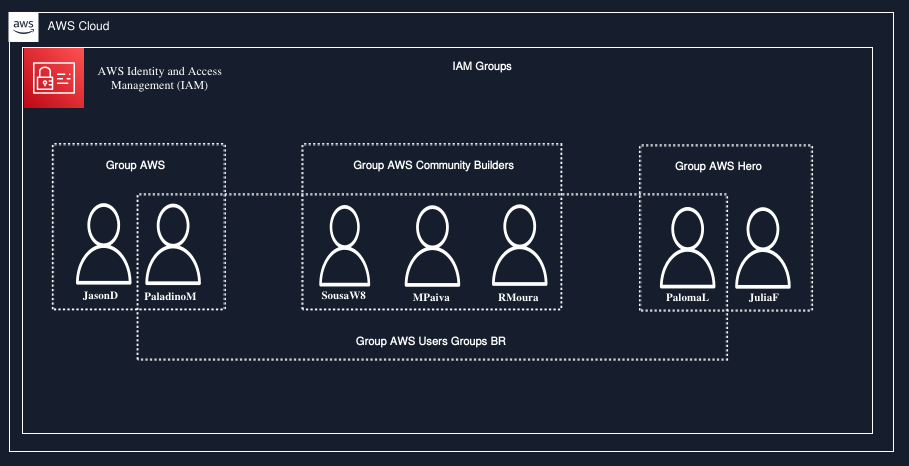 aws
AWS Cloud
AWS Identity and Access
Management (IAM)
IAM Groups
Group AWS
Group AWS Community Builders
Group AWS Hero
JasonD
PaladinoM
SousaW8
MPaiva
RMoura
PalomaL
JuliaF
Group AWS Users Groups BR